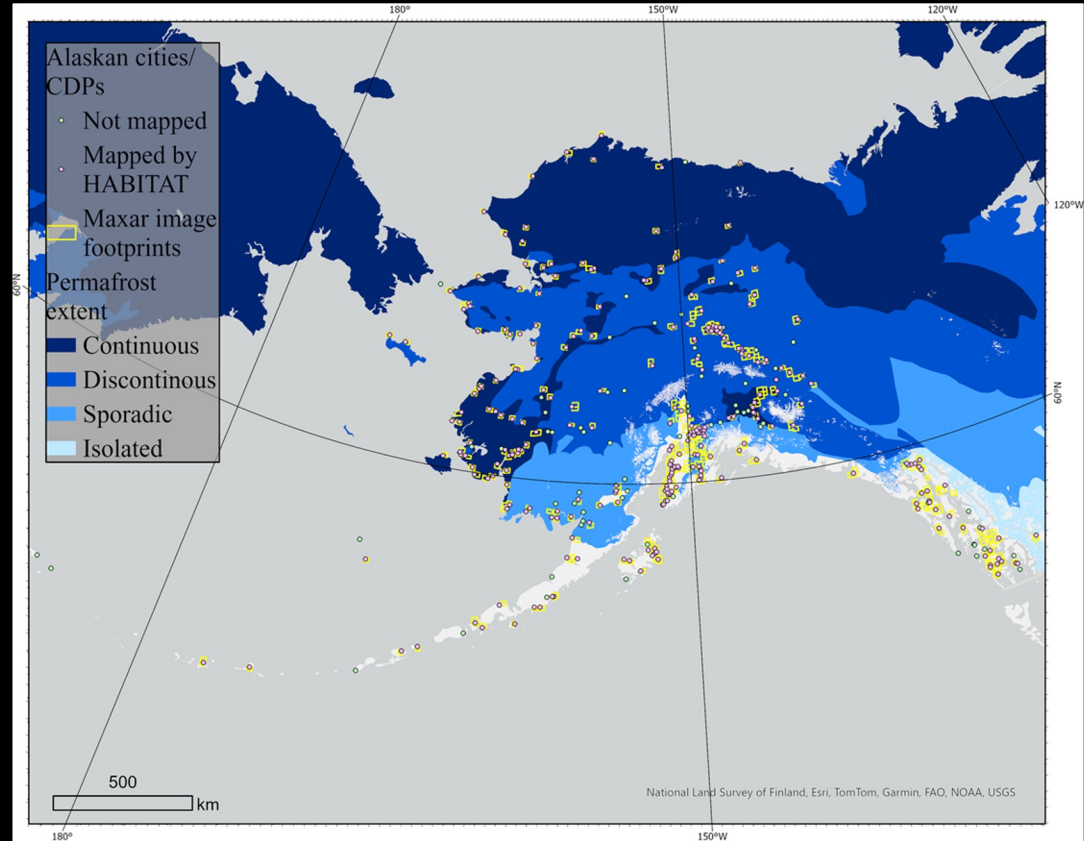 180°
150°W
120°W
Alaskan cities/
CDPs
Not mapped
Mapped by
HABITAT
Maxar image
footprints
Permafrost
extent
Continuous
Discontinous
Sporadic
Isolated
120°W
60°N
60°N
500
km
National Land Survey of Finland, Esri, TomTom, Garmin, FAO, NOAA, USGS
180°
150°W